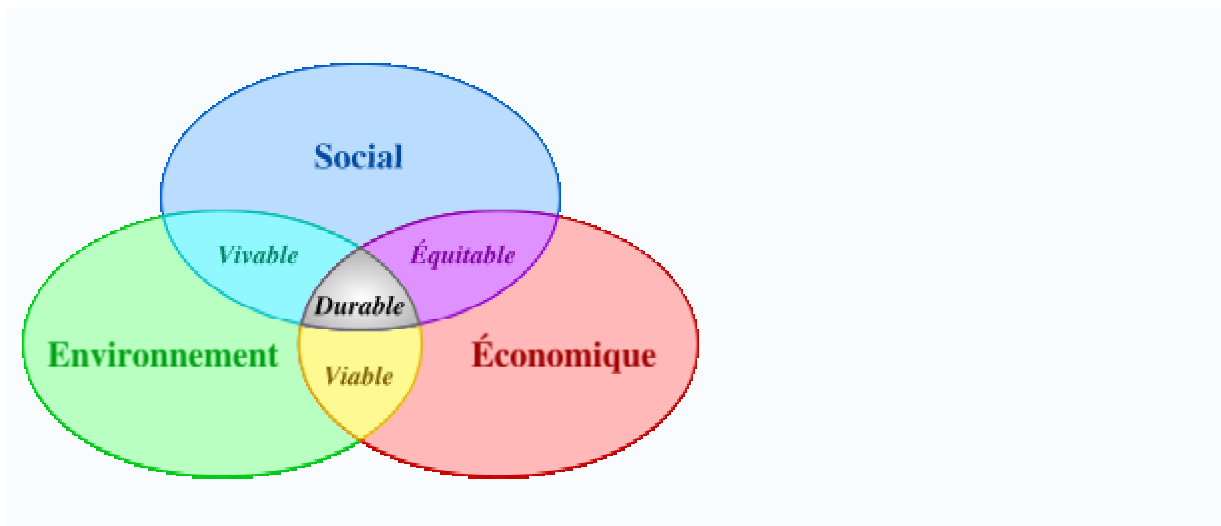 Social
Vivable
Équitable
Durable
Environnement
Économique
Viable